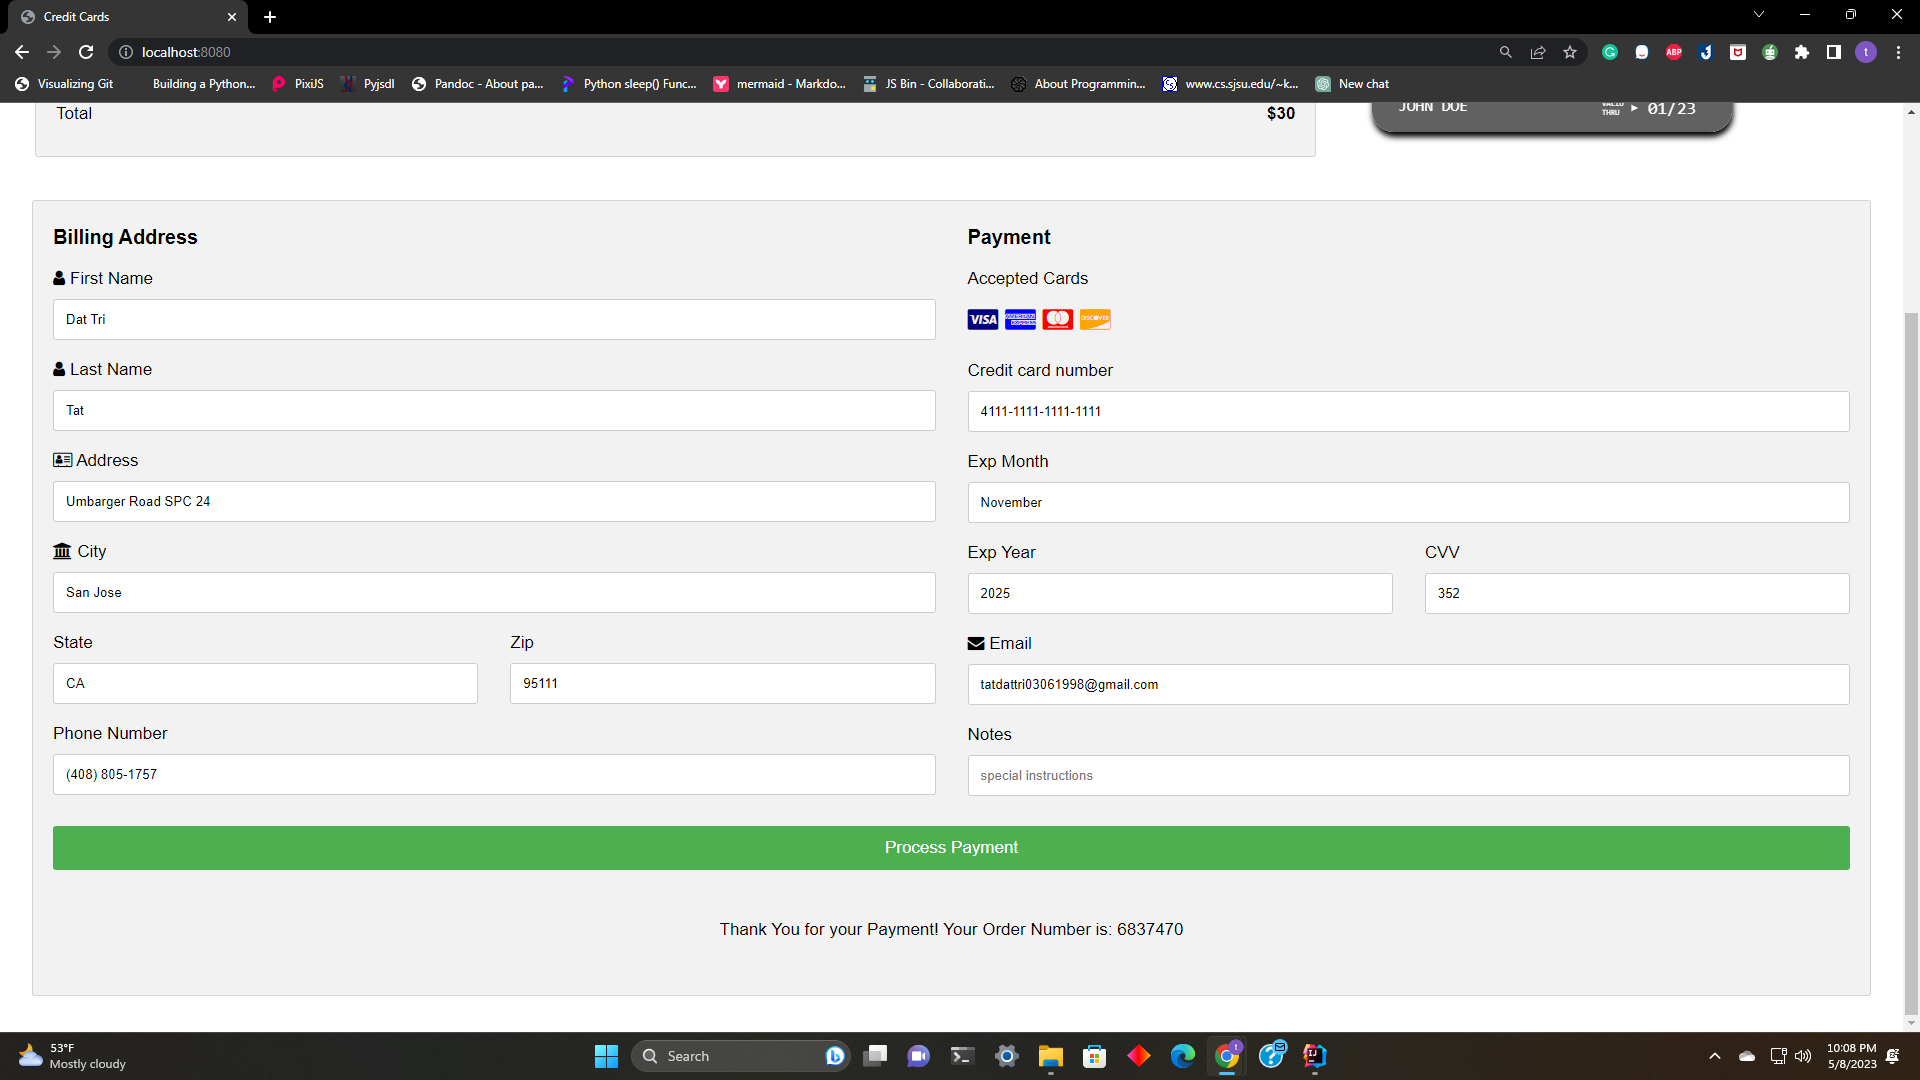 Credit Cards
localhost:8080
Visualizing Git
Building a Python...
PixiJS
Pyjsdl
Pandoc - About pa...
Python sleep() Func...
mermaid - Markdo...
JS Bin - Collaborati...
About Programmin...
www.cs.sjsu.edu/~k...
New chat
Total $30
JOHN DOE VALID THRU 01/23
Billing Address
First Name
Dat Tri
Last Name
Tat
Address
Umbarger Road SPC 24
City
San Jose
State Zip
CA 95111
Phone Number
(408) 805-1757
Payment
Accepted Cards
VISA AMERICAN EXPRESS DISCOVER
Credit card number
4111-1111-1111-1111
Exp Month
November
Exp Year CVV
2025 352
Email
tatdattri03061998@gmail.com
Notes
special instructions
Process Payment
Thank You for your Payment! Your Order Number is: 6837470
53°F
Mostly cloudy
Search
10:08 PM
5/8/2023